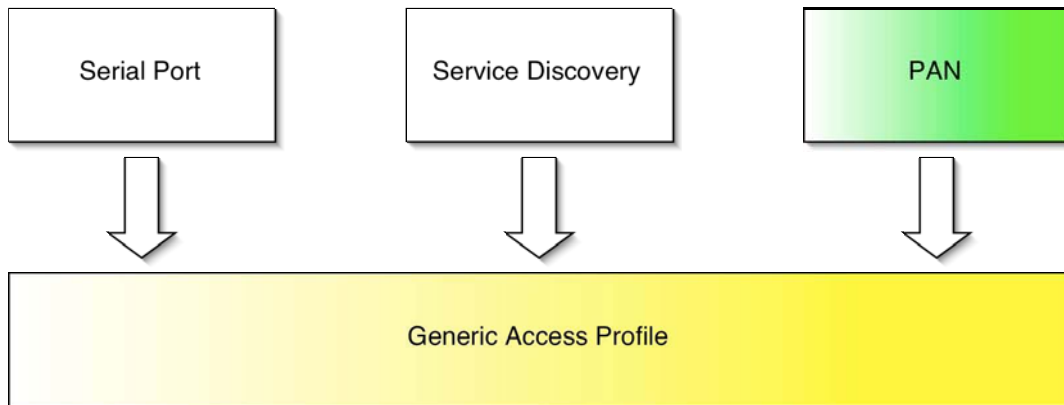 Serial Port
Service Discovery
PAN
Generic Access Profile